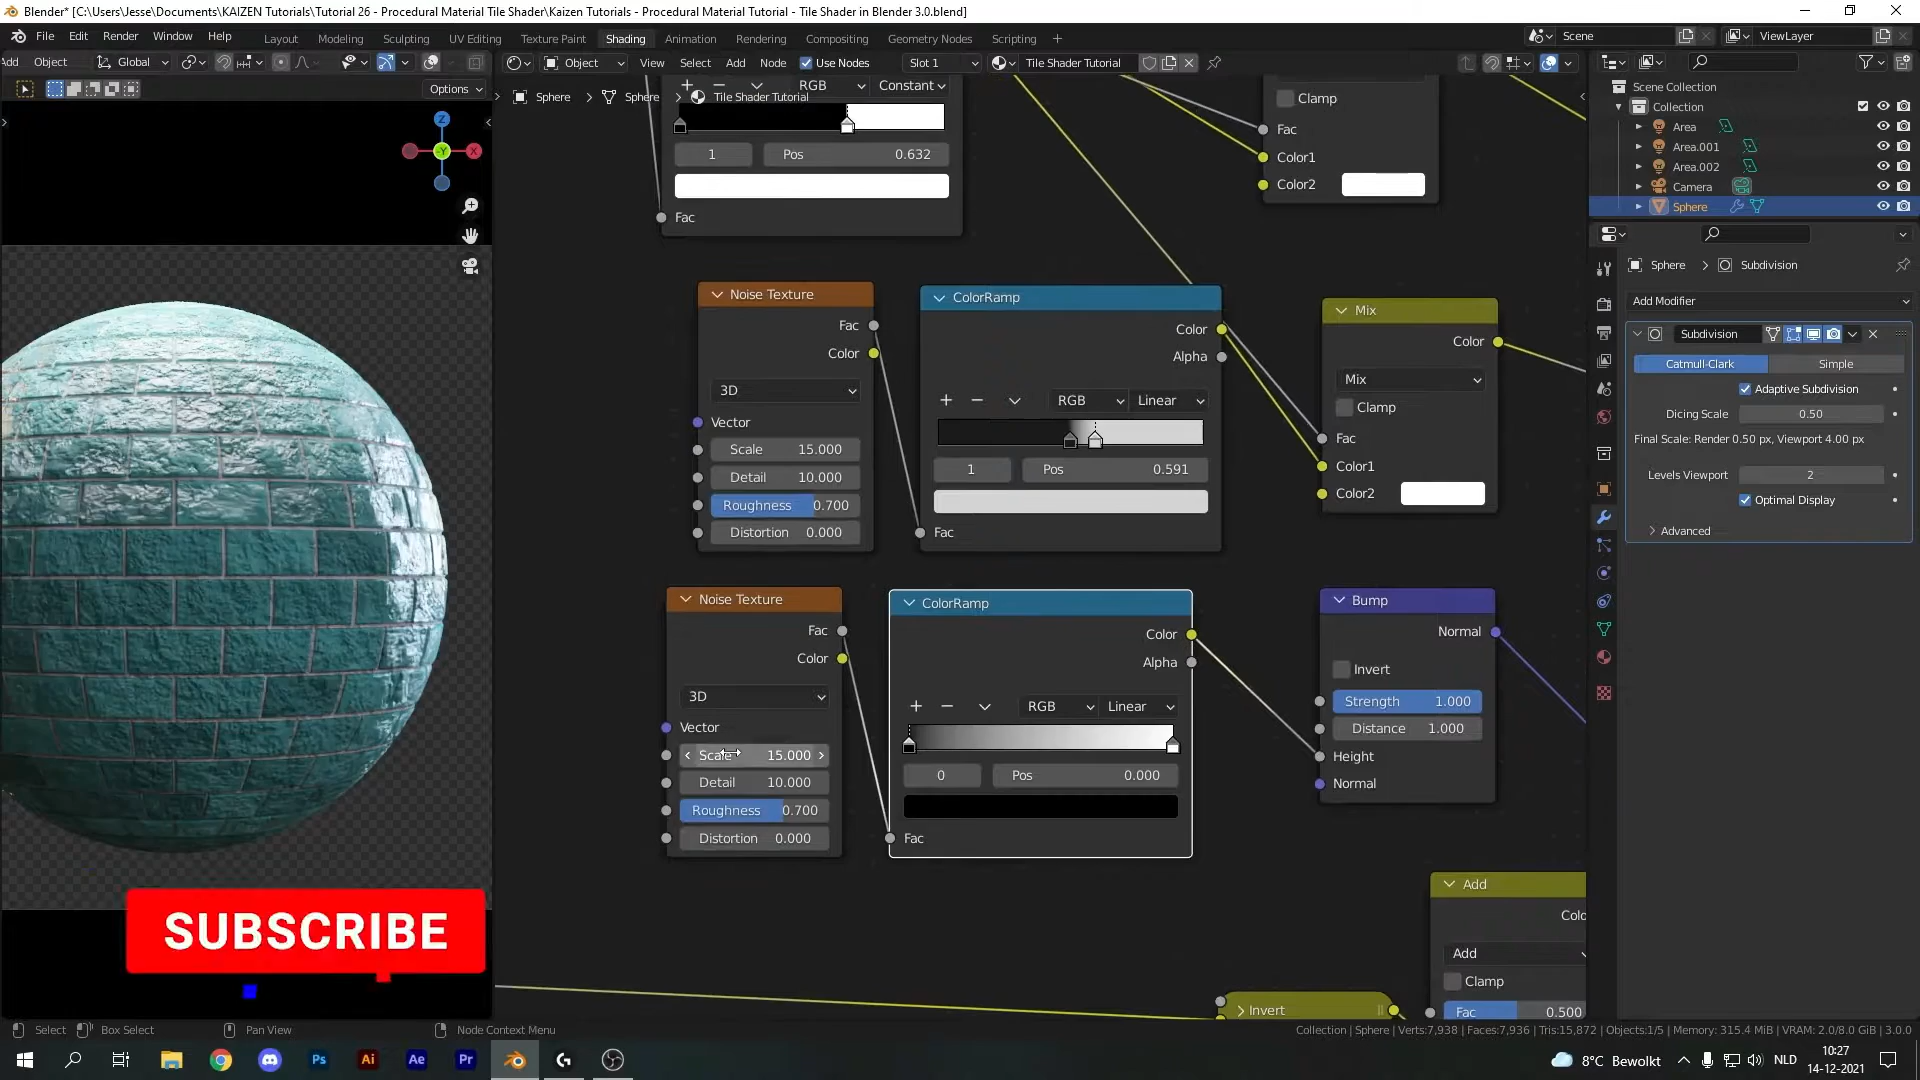 Blender* [C:\Users\Jesse\Documents\KAIZEN Tutorials\Tutorial 26 - Procedural Material Tile Shader\Kaizen Tutorials - Procedural Material Tutorial - Tile Shader in Blender 3.0.blend]
File Edit Render Window Help Layout Modeling Sculpting UV Editing Texture Paint Shading Animation Rendering Compositing Geometry Nodes Scripting + Scene ViewLayer
Add Object Global Object View Select Add Node Use Nodes Slot 1 Tile Shader Tutorial
Options
Sphere > Sphere > Tile Shader Tutorial
RGB Constant
1 Pos 0.632
Fac
Clamp
Fac
Color1
Color2
Noise Texture
Fac
Color
3D
Vector
Scale 15.000
Detail 10.000
Roughness 0.700
Distortion 0.000
ColorRamp
Color
Alpha
RGB Linear
1 Pos 0.591
Fac
Mix
Color
Mix
Clamp
Fac
Color1
Color2
Noise Texture
Fac
Color
3D
Vector
Scale 15.000
Detail 10.000
Roughness 0.700
Distortion 0.000
ColorRamp
Color
Alpha
RGB Linear
0 Pos 0.000
Fac
Bump
Normal
Invert
Strength 1.000
Distance 1.000
Height
Normal
Add
Colo
Add
Clamp
Fac 0.500
Invert
Z
-Y
X
SUBSCRIBE
Scene Collection
Collection
Area
Area.001
Area.002
Camera
Sphere
Sphere > Subdivision
Add Modifier
Subdivision
Catmull-Clark Simple
Adaptive Subdivision
Dicing Scale 0.50
Final Scale: Render 0.50 px, Viewport 4.00 px
Levels Viewport 2
Optimal Display
Advanced
Select Box Select Pan View Node Context Menu
Collection | Sphere | Verts:7,938 | Faces:7,936 | Tris:15,872 | Objects:1/5 | Memory: 315.4 MiB | VRAM: 2.0/8.0 GiB | 3.0.0
Ps Ai Ae Pr
8°C Bewolkt NLD
10:27
14-12-2021